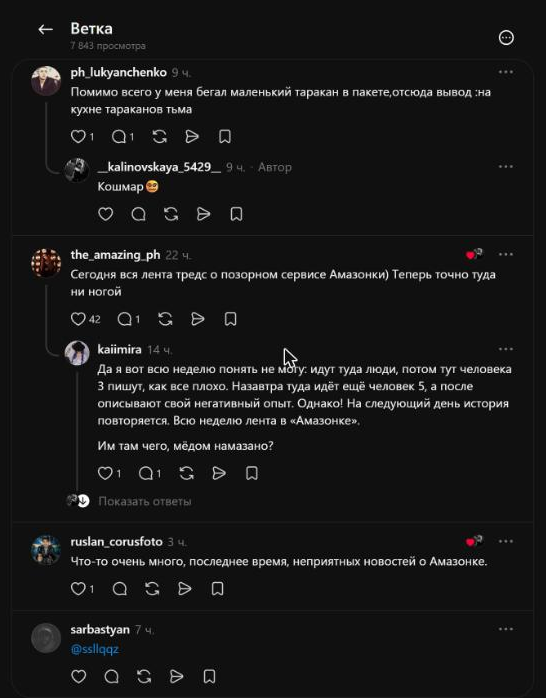 Ветка
7 843 просмотра
ph_lukyanchenko 9 ч.
Помимо всего у меня бегал маленький таракан в пакете,отсюда вывод :на
кухне тараканов тьма
1 1
__kalinovskaya_5429__ 9 ч. · Автор
Кошмар
the_amazing_ph 22 ч.
Сегодня вся лента тредс о позорном сервисе Амазонки) Теперь точно туда
ни ногой
42 1
kaiimira 14 ч.
Да я вот всю неделю понять не могу: идут туда люди, потом тут человека
3 пишут, как все плохо. Назавтра туда идёт ещё человек 5, а после
описывают свой негативный опыт. Однако! На следующий день история
повторяется. Всю неделю лента в «Амазонке».
Им там чего, мёдом намазано?
1 1
Показать ответы
ruslan_corusfoto 3 ч.
Что-то очень много, последнее время, неприятных новостей о Амазонке.
1
sarbastyan 7 ч.
@ssllqqz